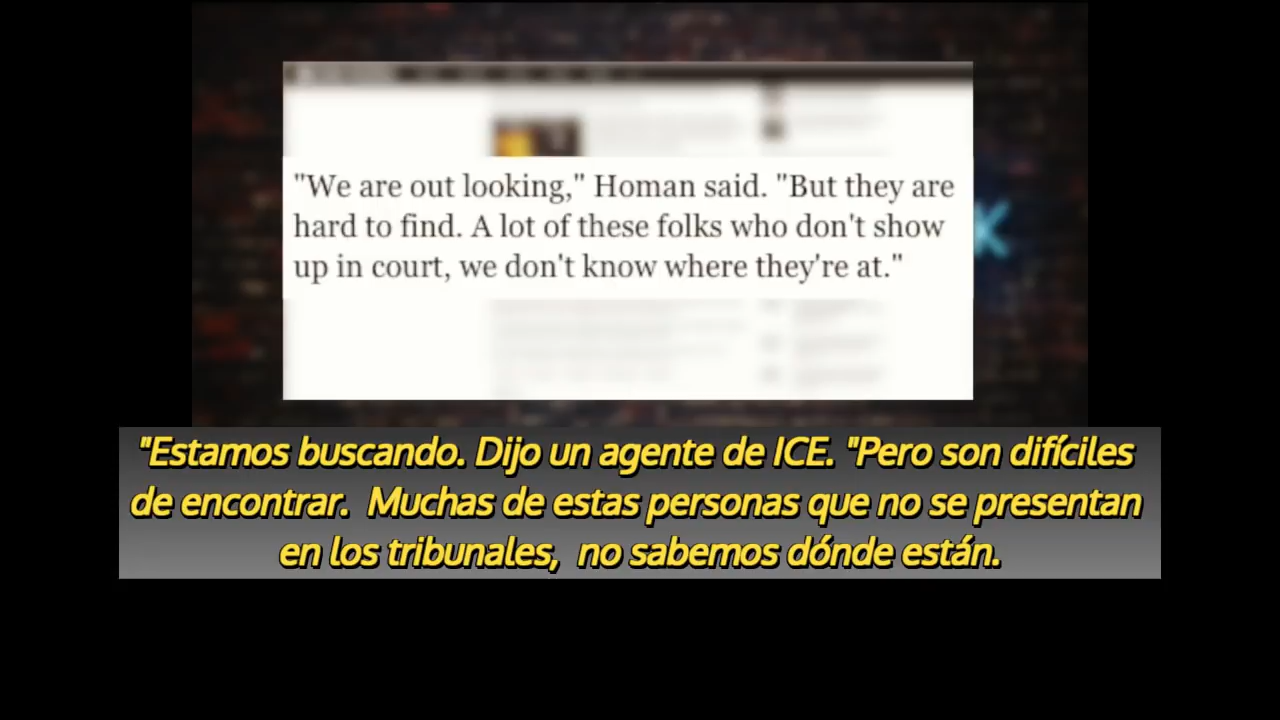 "We are out looking," Homan said. "But they are
hard to find. A lot of these folks who don't show
up in court, we don't know where they're at."
K
"Estamos buscando. Dijo un agente de ICE. "Pero son difíciles
de encontrar.  Muchas de estas personas que no se presentan
en los tribunales,  no sabemos dónde están.